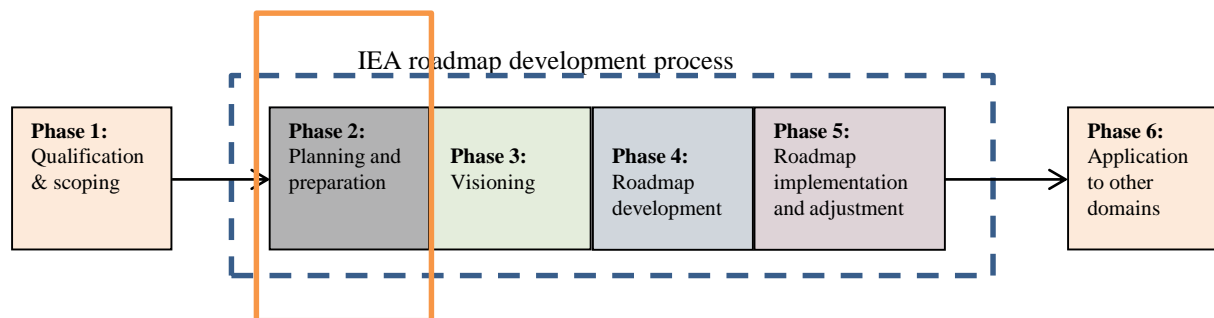 IEA roadmap development process
Phase 1:
Qualification
& scoping
Phase 2:
Planning and
preparation
Phase 3:
Visioning
Phase 4:
Roadmap
development
Phase 5:
Roadmap
implementation
and adjustment
Phase 6:
Application
to other
domains